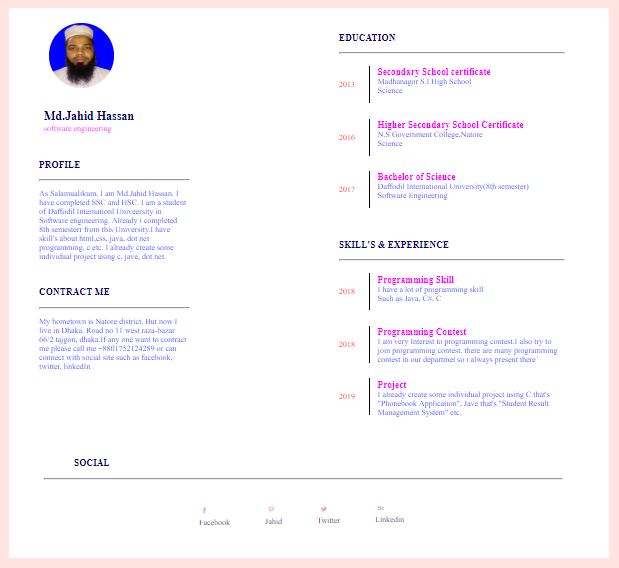 Md.Jahid Hassan
software engineering
PROFILE
As Salamualikum, I am Md.Jahid Hassan. I
have completed SSC and HSC. I am a student
of Daffodil Internationl Univeersity in
Software engineering. Already i completed
8th semesterr from this University.I have
skill's about html,css, java, dot net
programming, c etc. I already create some
individual project using c, jave, dot net.
CONTRACT ME
My hometown is Natore district. But now I
live in Dhaka. Road no 11 west raza-bazar
66/2 tajgon, dhaka.If any one want to contract
me please call me +8801752124289 or can
connect with social site such as facebook,
twitter, linkedIn
EDUCATION
2013
Secondary School certificate
Madhanagor S.I High School
Science
2016
Higher Secondary School Certificate
N.S Government College,Natore
Science
2017
Bachelor of Science
Daffodil International University(8th semester)
Software Engineering
SKILL'S & EXPERIENCE
2018
Programming Skill
I have a lot of programming skill
Such as Java, C#, C
2018
Programming Contest
I am very Interest to programming contest.I also try to
join programming contest. there are many programming
contest in our departmet so i always present there'
2019
Project
I already create some individual project using C that's
"Phonebook Application", Jave that's "Student Result
Management System" etc.
SOCIAL
Facebook
Jahid
Twitter
Linkedin